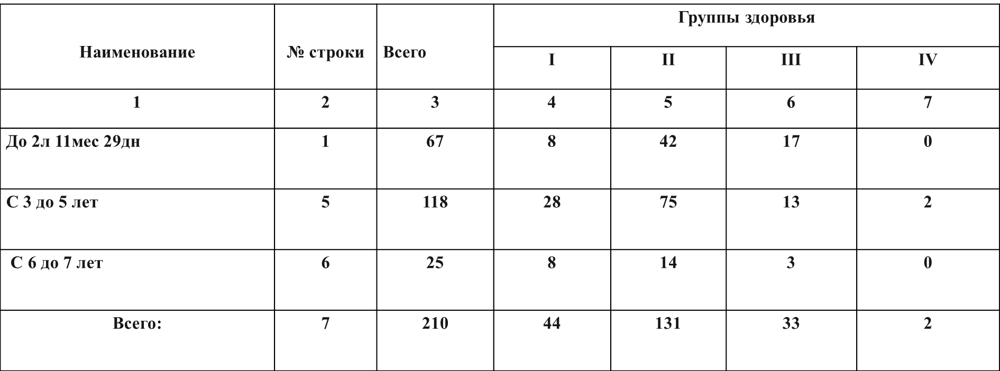 Группы здоровья
Наименование № строки Всего
I II III IV
1 2 3 4 5 6 7
До 2л 11мес 29дн 1 67 8 42 17 0
С 3 до 5 лет 5 118 28 75 13 2
С 6 до 7 лет 6 25 8 14 3 0
Всего: 7 210 44 131 33 2